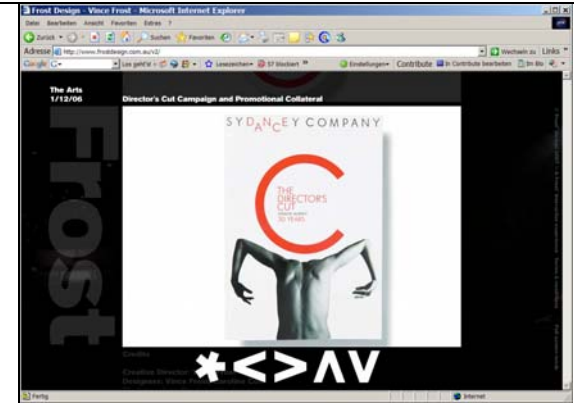 Frost Design - Vince Frost - Microsoft Internet Explorer
Datei Bearbeiten Ansicht Favoriten Extras ?
Zurück Suchen Favoriten
Adresse http://www.frostdesign.com.au/v2/ Wechseln zu Links »
Google G Los geht's! Lesezeichen 57 blockiert Einstellungen Contribute In Contribute bearbeiten
The Arts
1/12/06
Director's Cut Campaign and Promotional Collateral
Frost
SYDANCEY COMPANY
THE
DIRECTOR'S
CUT
30 YEARS
Credits
*<>ΛV
Fertig
Internet